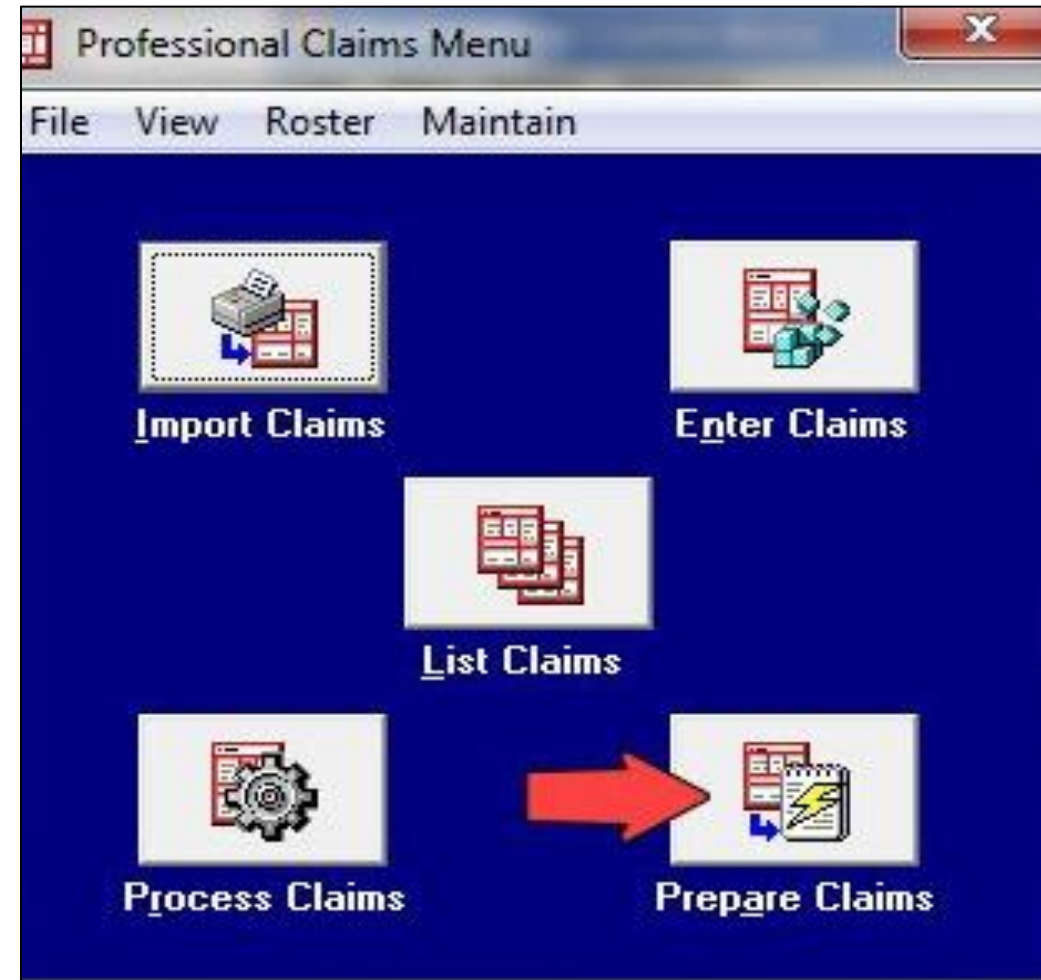 Professional Claims Menu
File View Roster Maintain
Import Claims Enter Claims
List Claims
Process Claims Prepare Claims